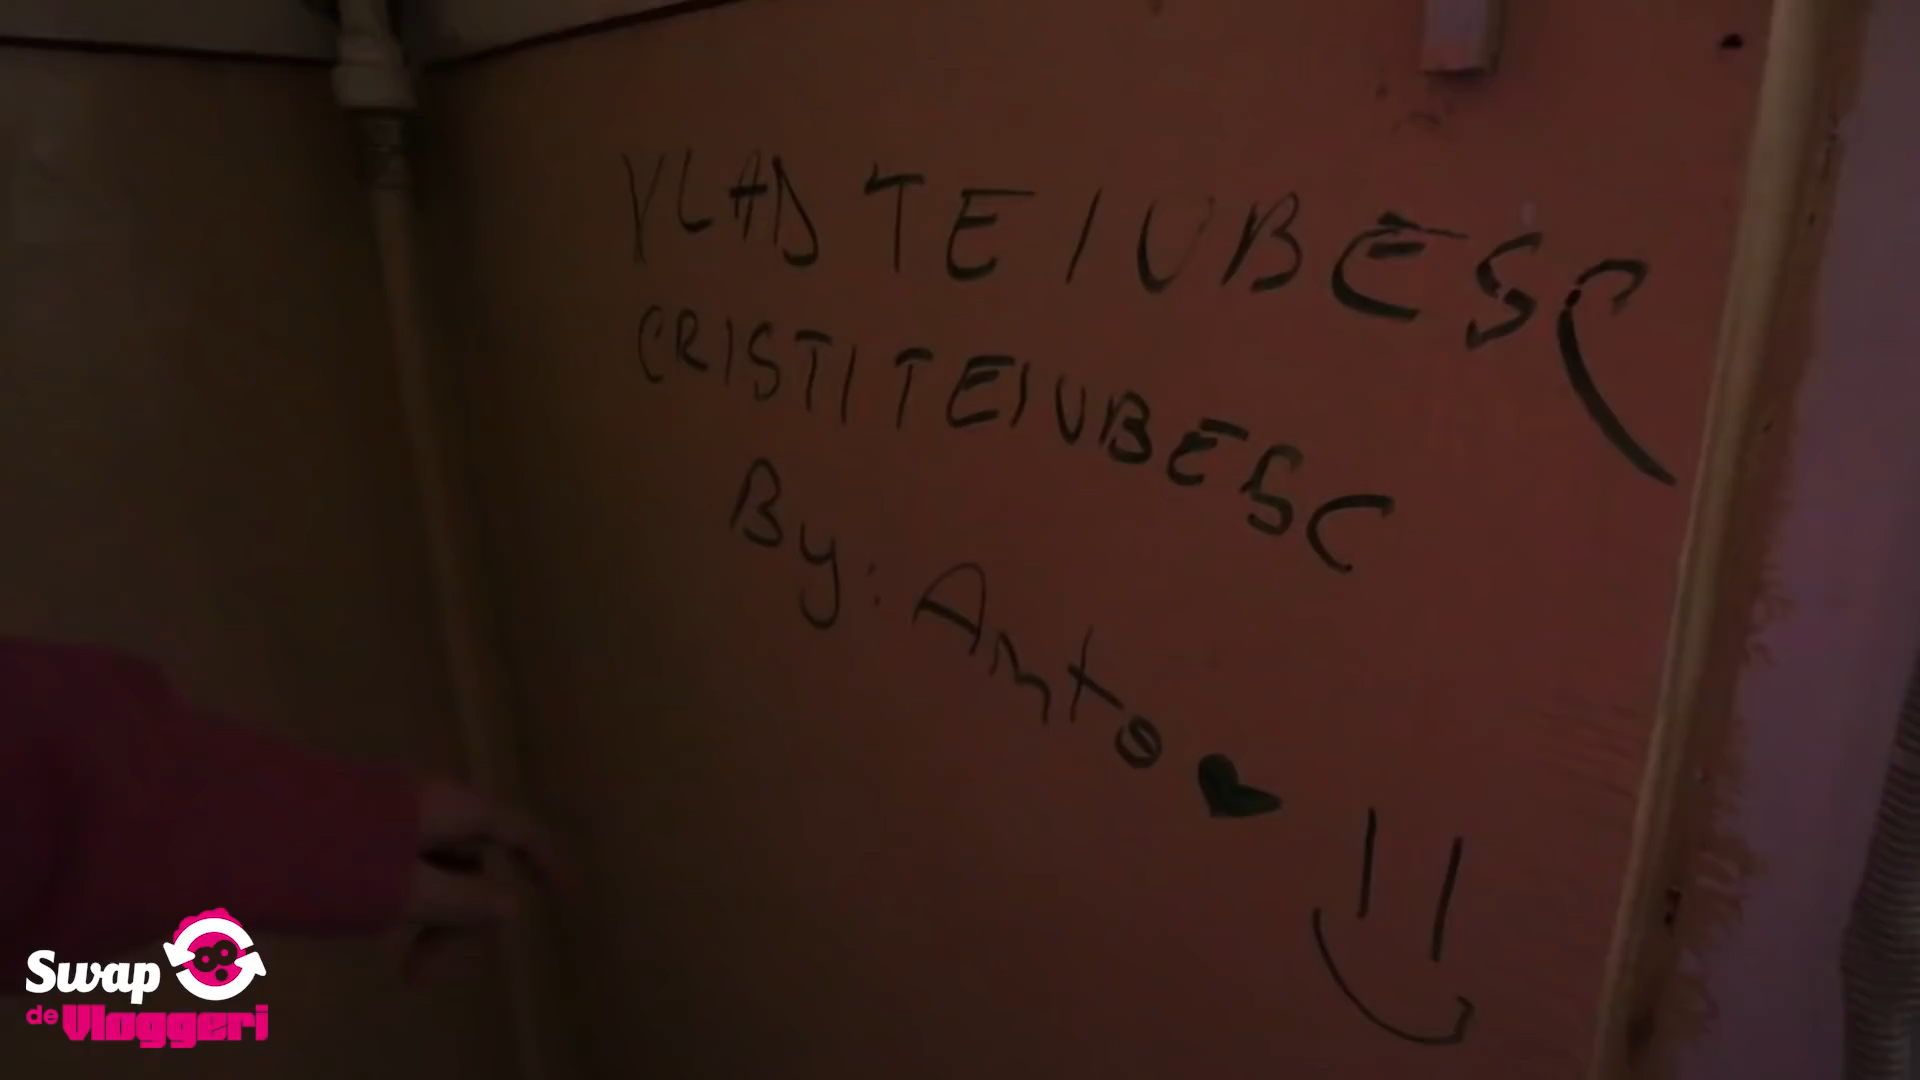 VLAD TE IUBESC
CRISTI TE IUBESC
By: Anto
Swap
de Vloggeri